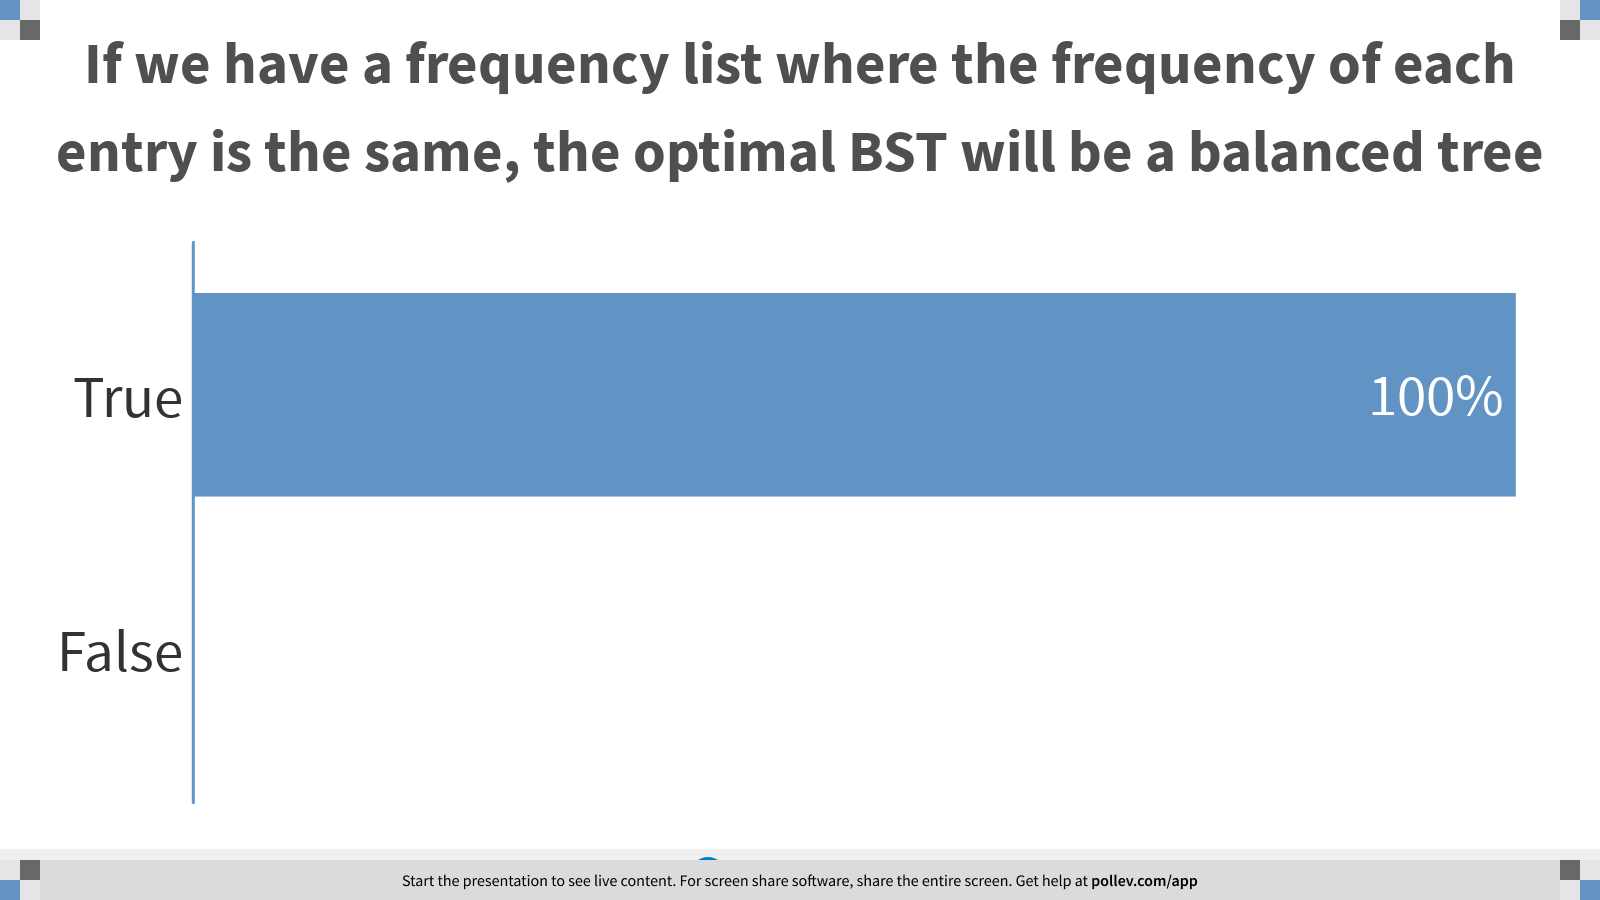 If we have a frequency list where the frequency of each
entry is the same, the optimal BST will be a balanced tree
True
100%
False
Start the presentation to see live content. For screen share software, share the entire screen. Get help at pollev.com/app